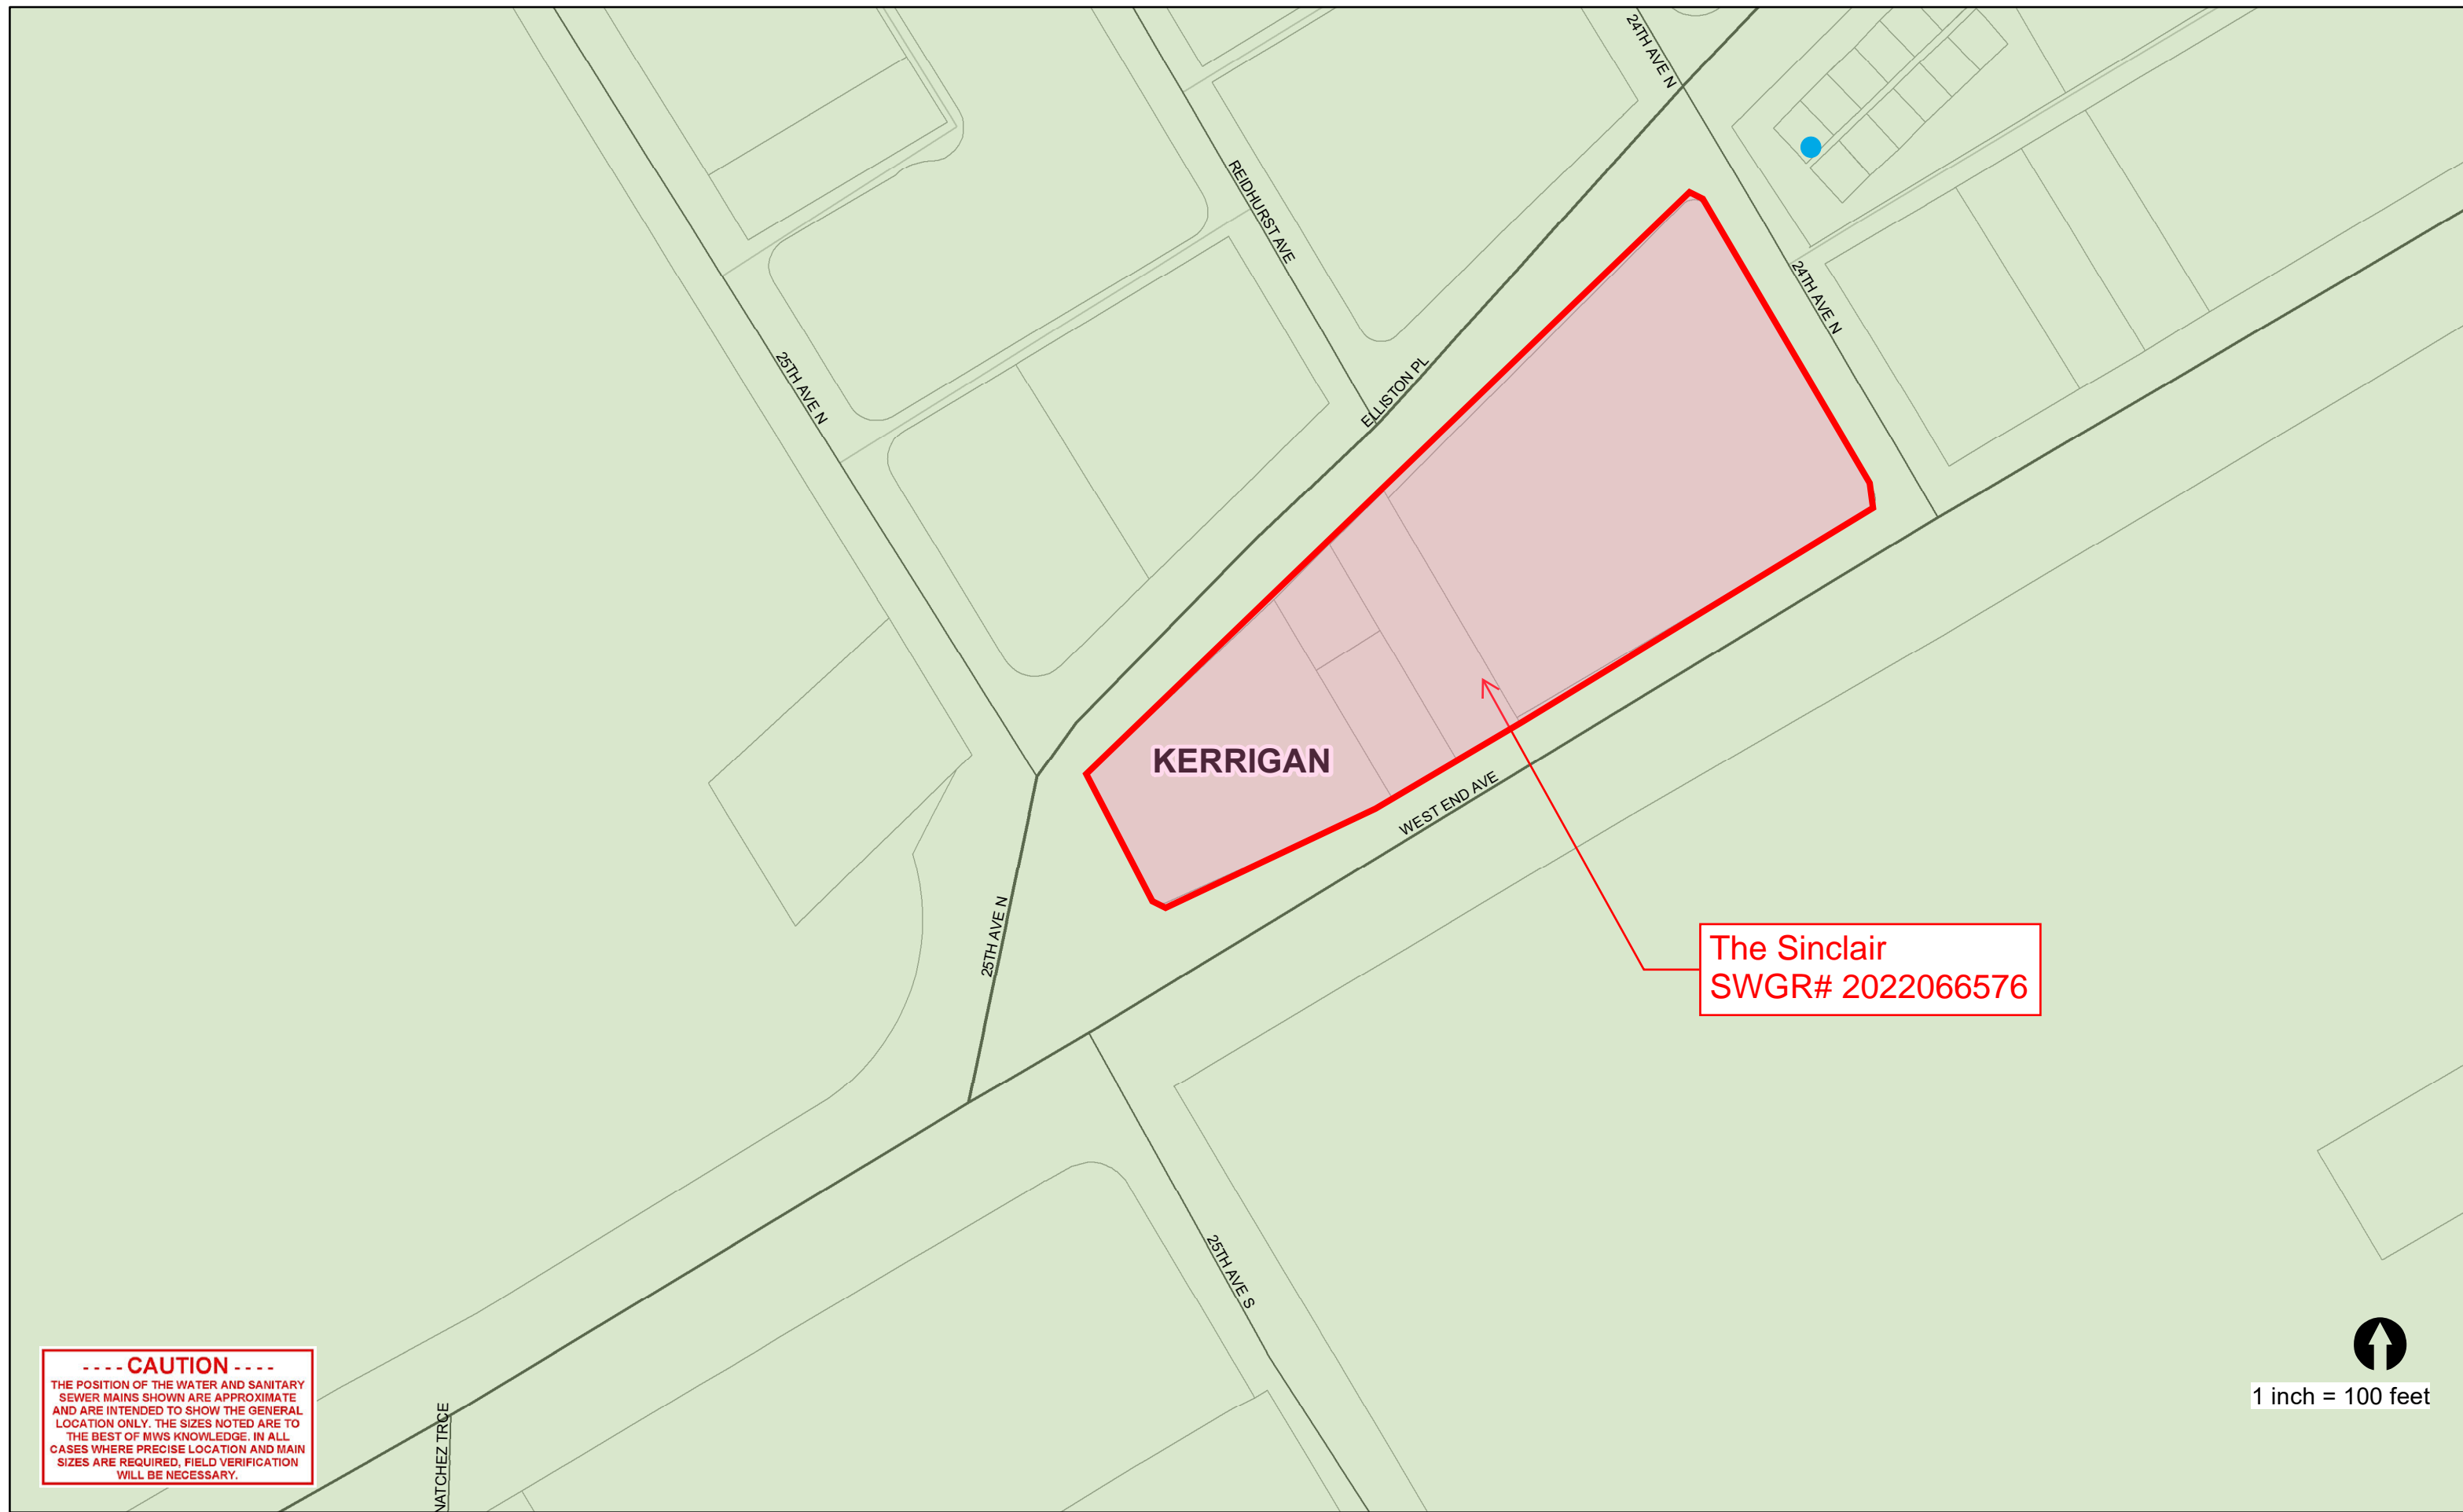 24TH AVE N
REIDHURST AVE
24TH AVE N
25TH AVE N
ELLISTON PL
KERRIGAN
WEST END AVE
25TH AVE N
The Sinclair
SWGR# 2022066576
25TH AVE S
- - - - CAUTION - - - -
THE POSITION OF THE WATER AND SANITARY
SEWER MAINS SHOWN ARE APPROXIMATE
AND ARE INTENDED TO SHOW THE GENERAL
LOCATION ONLY. THE SIZES NOTED ARE TO
THE BEST OF MWS KNOWLEDGE. IN ALL
CASES WHERE PRECISE LOCATION AND MAIN
SIZES ARE REQUIRED, FIELD VERIFICATION
WILL BE NECESSARY.
NATCHEZ TRCE
1 inch = 100 feet